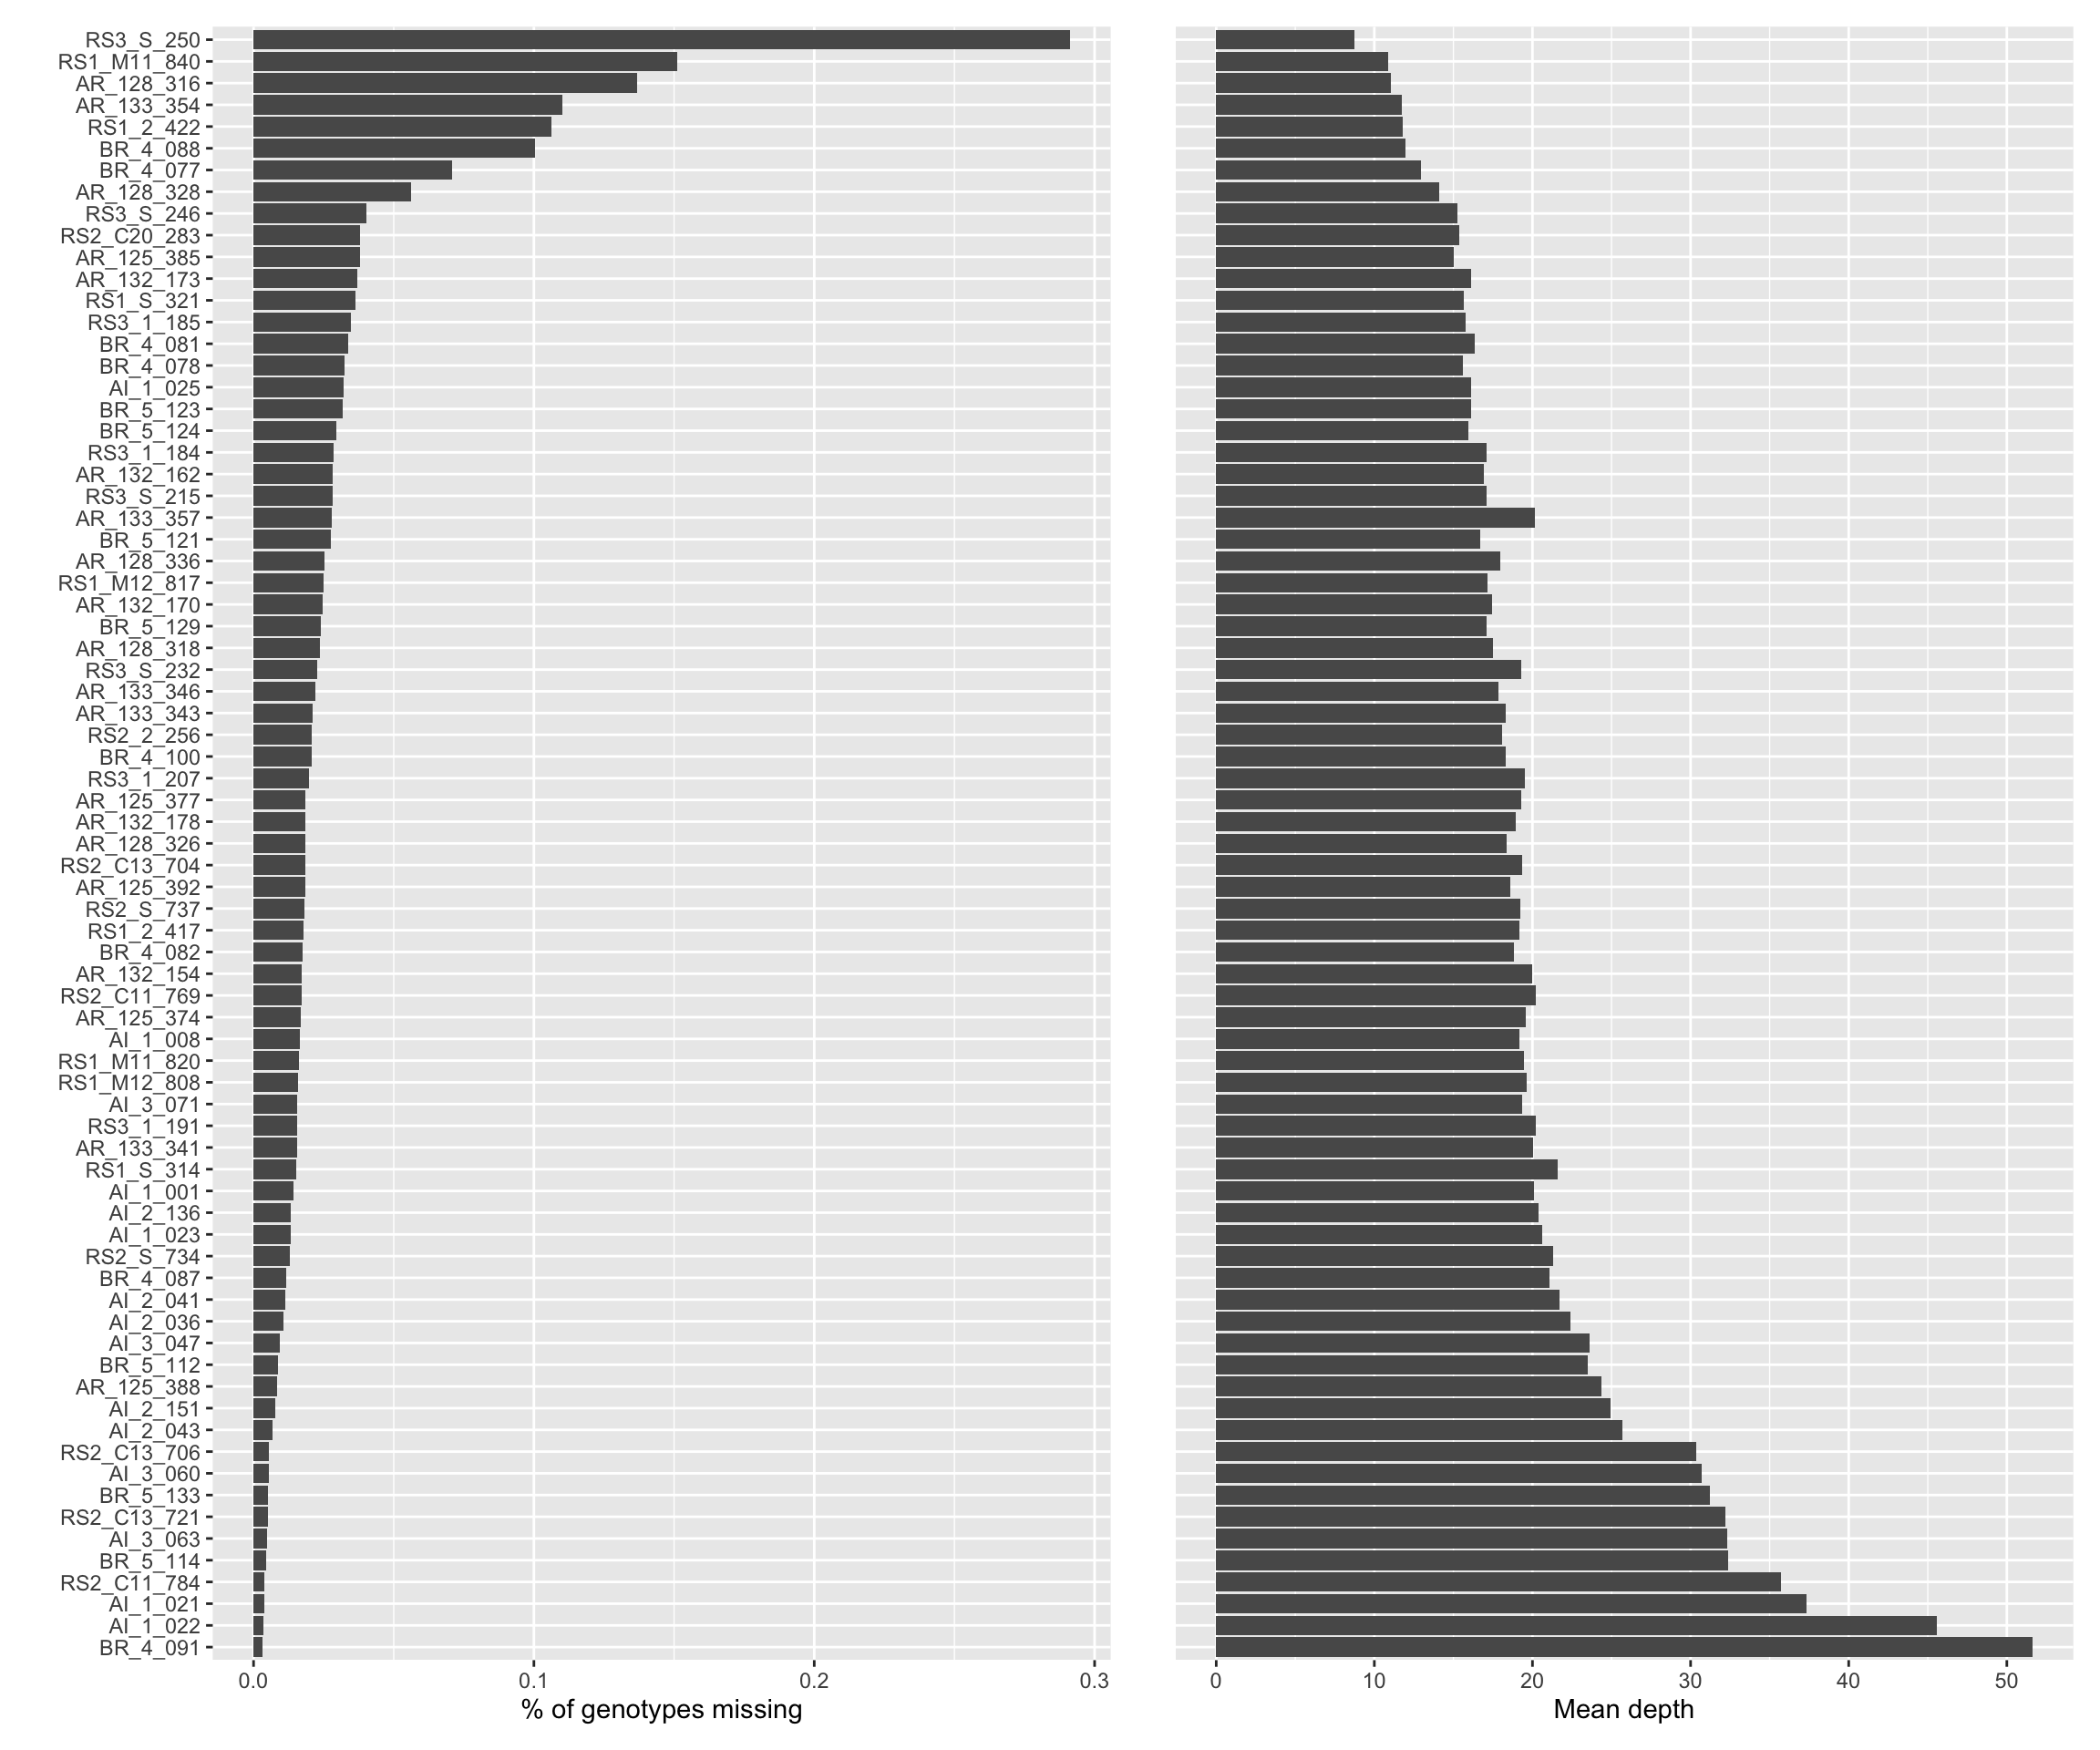 RS3_S_250
RS1_M11_840
AR_128_316
AR_133_354
RS1_2_422
BR_4_088
BR_4_077
AR_128_328
RS3_S_246
RS2_C20_283
AR_125_385
AR_132_173
RS1_S_321
RS3_1_185
BR_4_081
BR_4_078
AI_1_025
BR_5_123
BR_5_124
RS3_1_184
AR_132_162
RS3_S_215
AR_133_357
BR_5_121
AR_128_336
RS1_M12_817
AR_132_170
BR_5_129
AR_128_318
RS3_S_232
AR_133_346
AR_133_343
RS2_2_256
BR_4_100
RS3_1_207
AR_125_377
AR_132_178
AR_128_326
RS2_C13_704
AR_125_392
RS2_S_737
RS1_2_417
BR_4_082
AR_132_154
RS2_C11_769
AR_125_374
AI_1_008
RS1_M11_820
RS1_M12_808
AI_3_071
RS3_1_191
AR_133_341
RS1_S_314
AI_1_001
AI_2_136
AI_1_023
RS2_S_734
BR_4_087
AI_2_041
AI_2_036
AI_3_047
BR_5_112
AR_125_388
AI_2_151
AI_2_043
RS2_C13_706
AI_3_060
BR_5_133
RS2_C13_721
AI_3_063
BR_5_114
RS2_C11_784
AI_1_021
AI_1_022
BR_4_091
0.0 0.1 0.2 0.3
% of genotypes missing
0 10 20 30 40 50
Mean depth